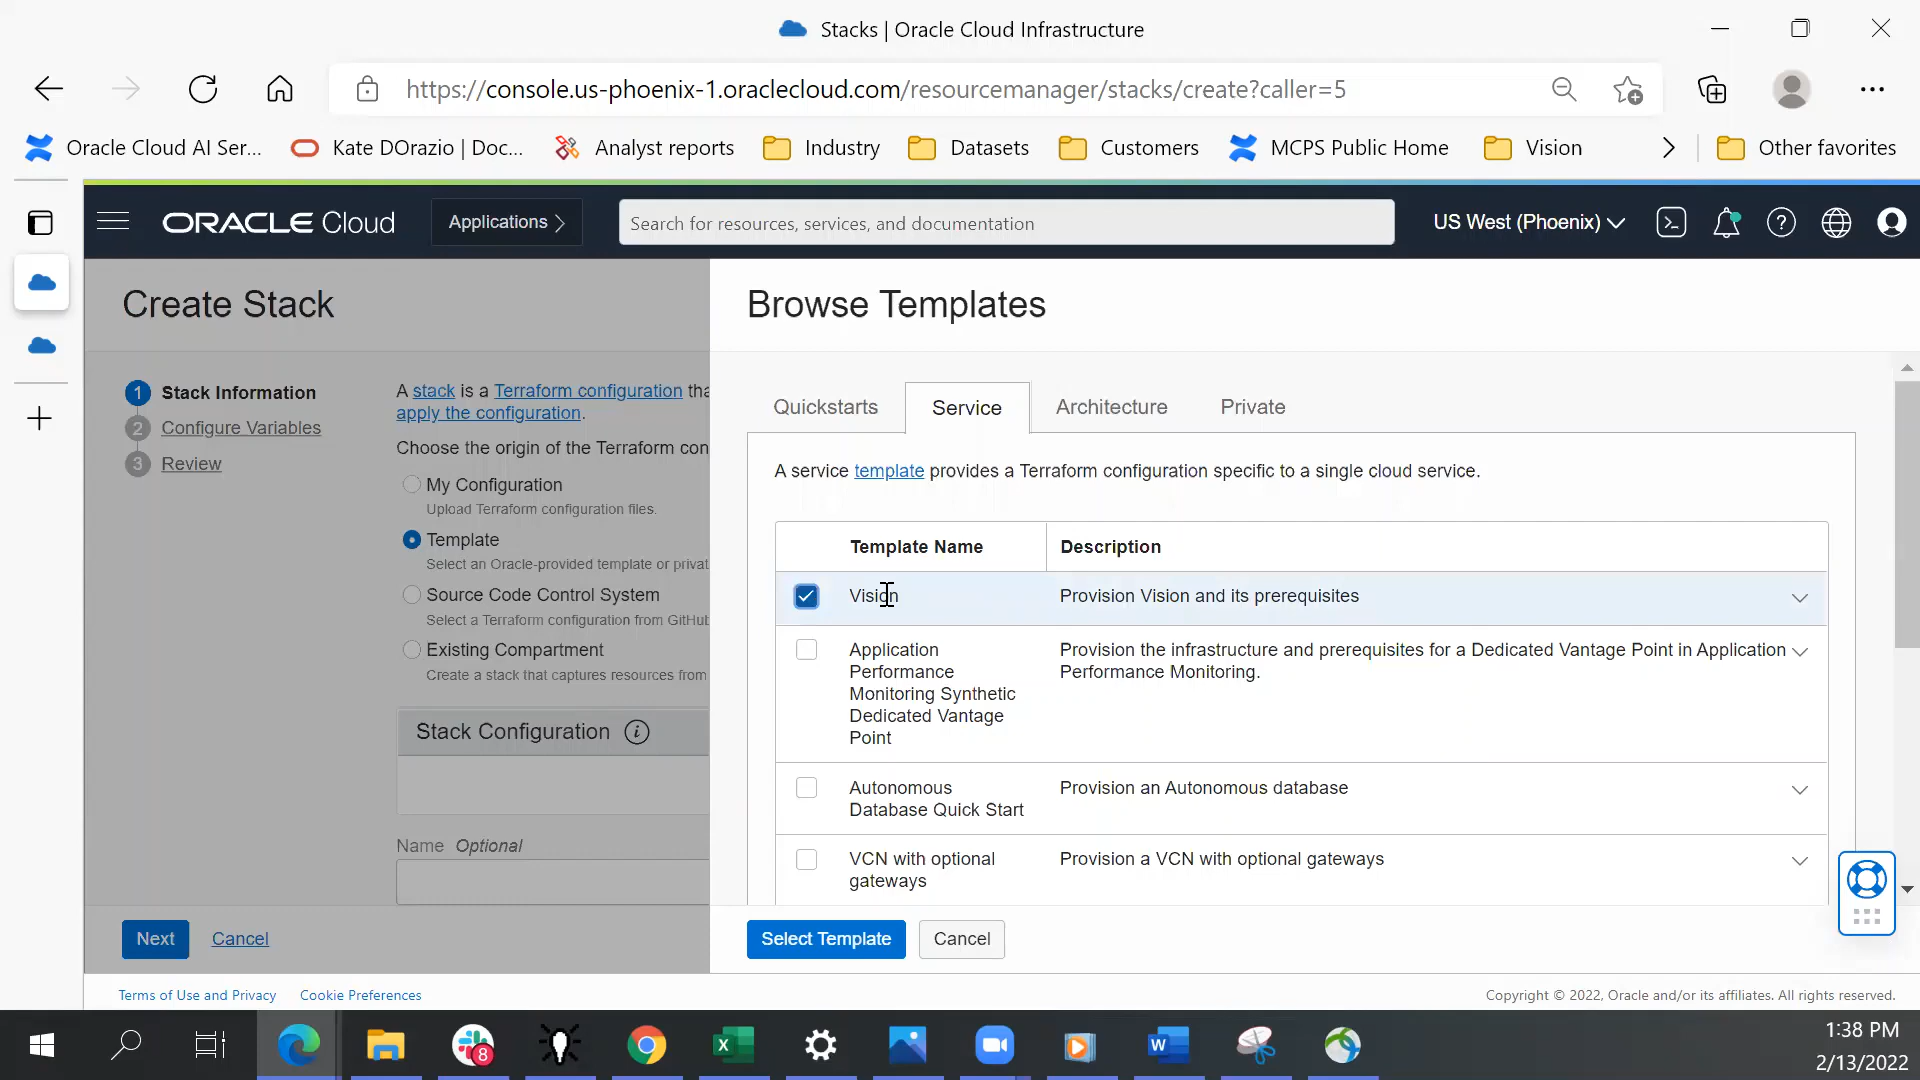 Stacks | Oracle Cloud Infrastructure
https://console.us-phoenix-1.oraclecloud.com/resourcemanager/stacks/create?caller=5
Oracle Cloud AI Ser... Kate DOrazio | Doc... Analyst reports Industry Datasets Customers MCPS Public Home Vision Other favorites
ORACLE Cloud Applications Search for resources, services, and documentation US West (Phoenix)
Create Stack
1 Stack Information
2 Configure Variables
3 Review
A stack is a Terraform configuration tha
apply the configuration.
Choose the origin of the Terraform con
My Configuration
Upload Terraform configuration files.
Template
Select an Oracle-provided template or privat
Source Code Control System
Select a Terraform configuration from GitHub
Existing Compartment
Create a stack that captures resources from
Stack Configuration i
Name Optional
Next Cancel
Browse Templates
Quickstarts Service Architecture Private
A service template provides a Terraform configuration specific to a single cloud service.
Template Name Description
Vision Provision Vision and its prerequisites
Application Performance Monitoring Synthetic Dedicated Vantage Point
Provision the infrastructure and prerequisites for a Dedicated Vantage Point in Application
Performance Monitoring.
Autonomous
Database Quick Start
Provision an Autonomous database
VCN with optional
gateways
Provision a VCN with optional gateways
Select Template Cancel
Terms of Use and Privacy Cookie Preferences Copyright © 2022, Oracle and/or its affiliates. All rights reserved.
8
1:38 PM
2/13/2022